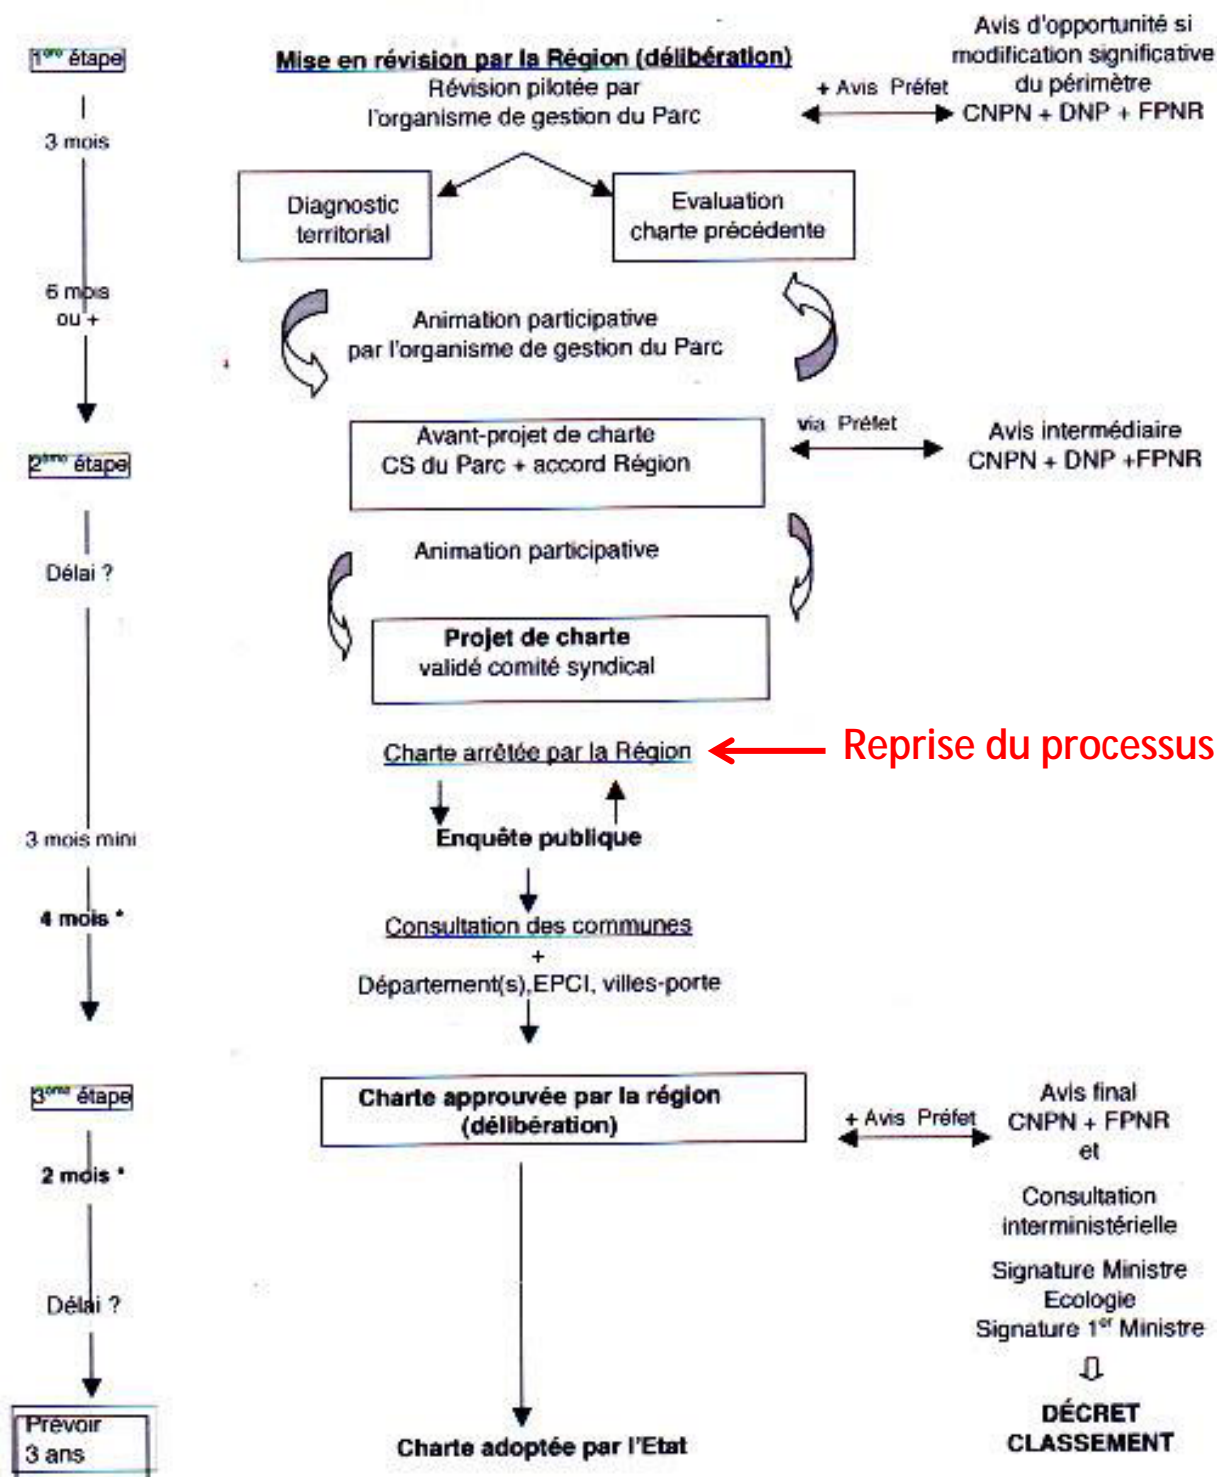 1ère étape
Mise en révision par la Région (délibération)
Révision pilotée par
l'organisme de gestion du Parc
+ Avis Préfet
Avis d'opportunité si
modification significative
du périmètre
CNPN + DNP + FPNR
3 mois
Diagnostic
territorial
Evaluation
charte précédente
6 mois
ou +
Animation participative
par l'organisme de gestion du Parc
2ème étape
Avant-projet de charte
CS du Parc + accord Région
via Préfet
Avis intermédiaire
CNPN + DNP +FPNR
Délai ?
Animation participative
Projet de charte
validé comité syndical
Charte arrêtée par la Région
Reprise du processus
3 mois mini
Enquête publique
4 mois *
Consultation des communes
+
Département(s),EPCI, villes-porte
3ème étape
Charte approuvée par la région
(délibération)
+ Avis Préfet
Avis final
CNPN + FPNR
et
Consultation
interministérielle
Signature Ministre
Ecologie
Signature 1er Ministre
2 mois *
Délai ?
Prévoir
3 ans
Charte adoptée par l'Etat
DÉCRET
CLASSEMENT